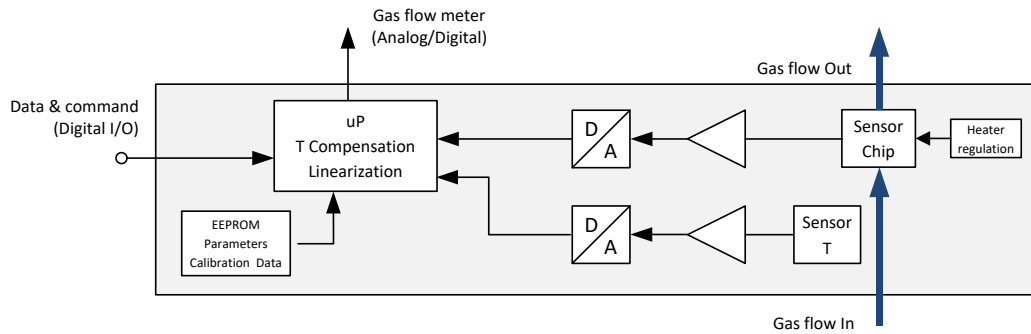 Gas flow meter
(Analog/Digital)
Gas flow Out
Data & command
(Digital I/O)
uP
T Compensation
Linearization
D
A
Sensor
Chip
Heater
regulation
EEPROM
Parameters
Calibration Data
D
A
Sensor
T
Gas flow In